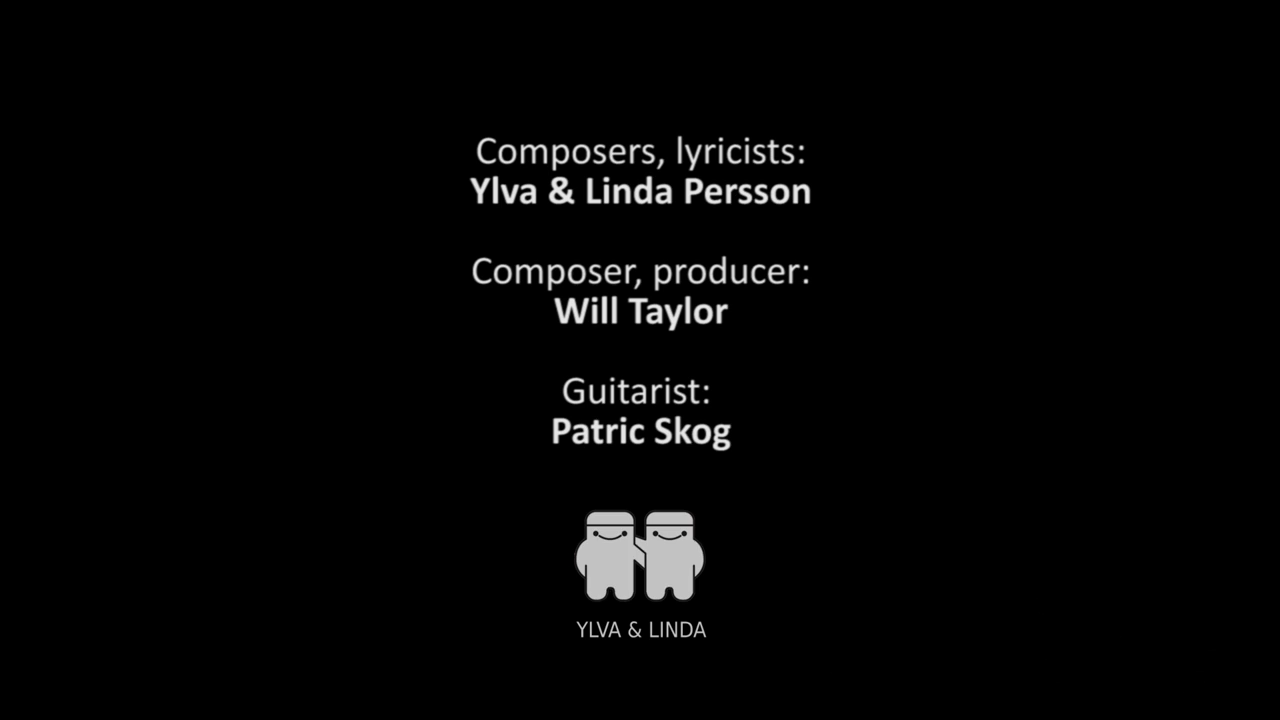 Composers, lyricists:
Ylva & Linda Persson
Composer, producer:
Will Taylor
Guitarist:
Patric Skog
YLVA & LINDA